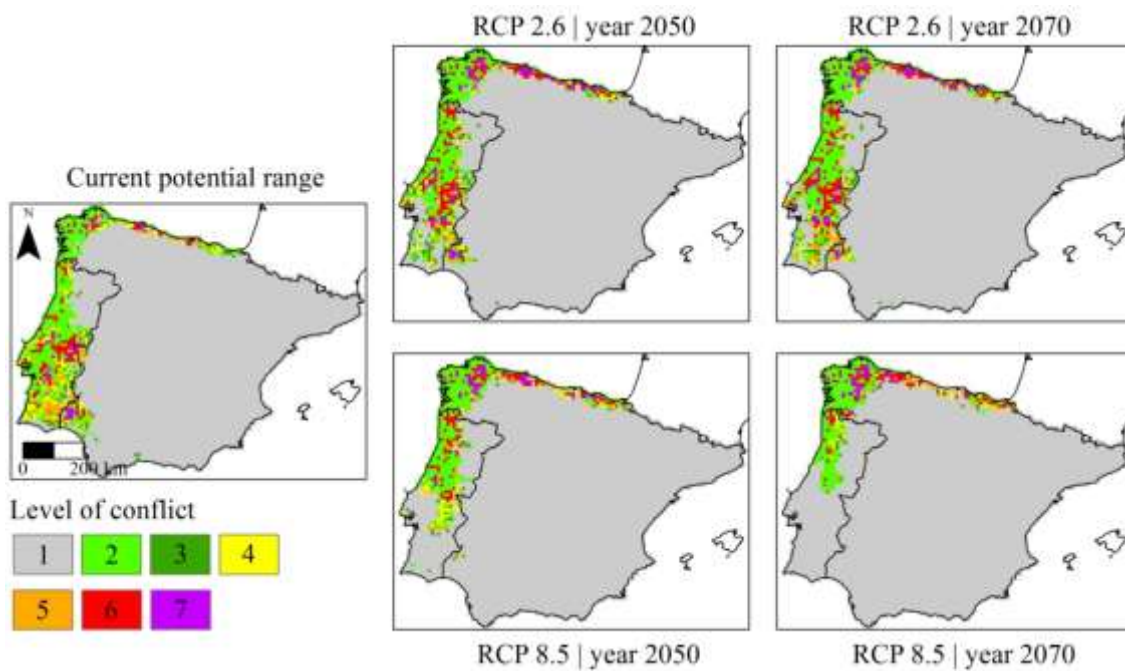 RCP 2.6 | year 2050
RCP 2.6 | year 2070
Current potential range
N
0
200 km
Level of conflict
1
2
3
4
5
6
7
RCP 8.5 | year 2050
RCP 8.5 | year 2070